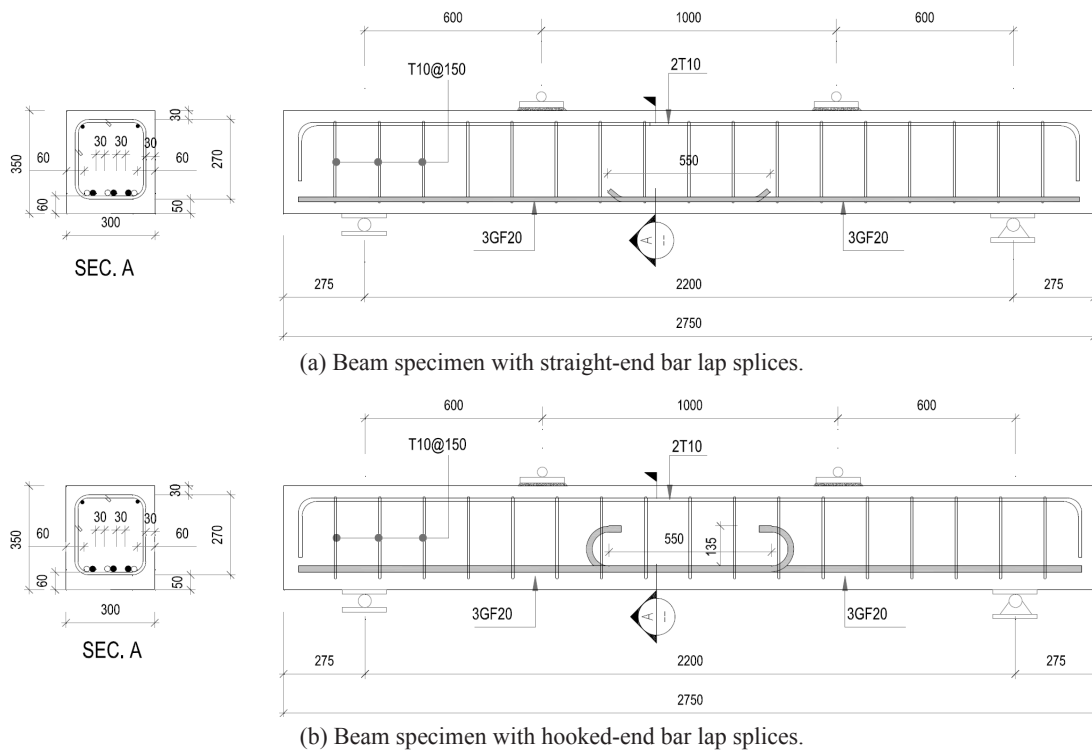 600
1000
600
T10@150
2T10
30
30
30
30
60
60
350
270
550
60
50
300
3GF20
A
3GF20
SEC. A
275
2200
275
2750
(a) Beam specimen with straight-end bar lap splices.
600
1000
600
T10@150
2T10
30
30
30
30
60
60
350
270
550
135
60
50
300
3GF20
A
3GF20
SEC. A
275
2200
275
2750
(b) Beam specimen with hooked-end bar lap splices.